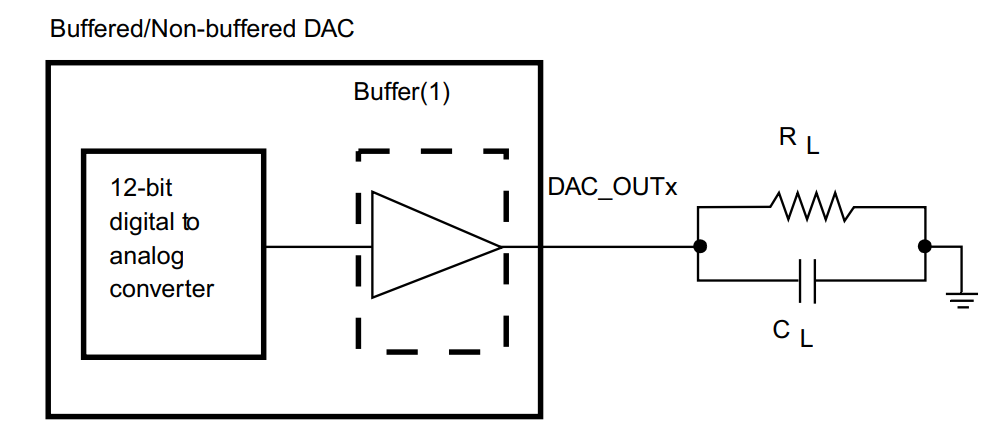 Buffered/Non-buffered DAC
Buffer(1)
12-bit
digital to
analog
converter
DAC_OUTx
R L
C L